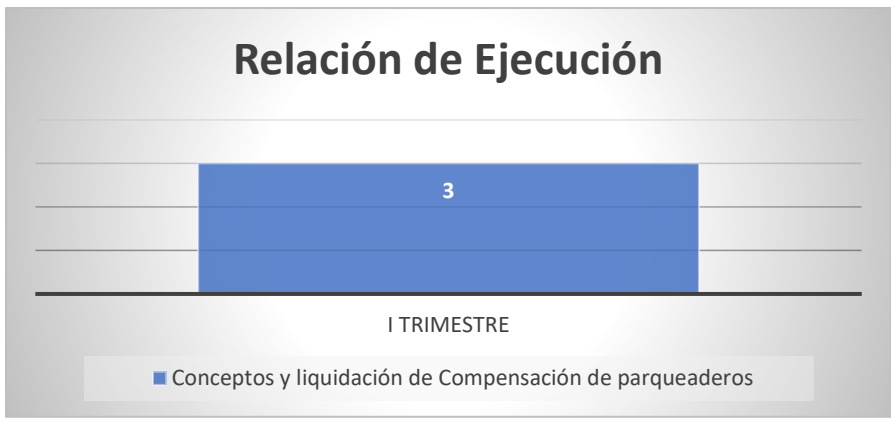 Relación de Ejecución
3
I TRIMESTRE
Conceptos y liquidación de Compensación de parqueaderos